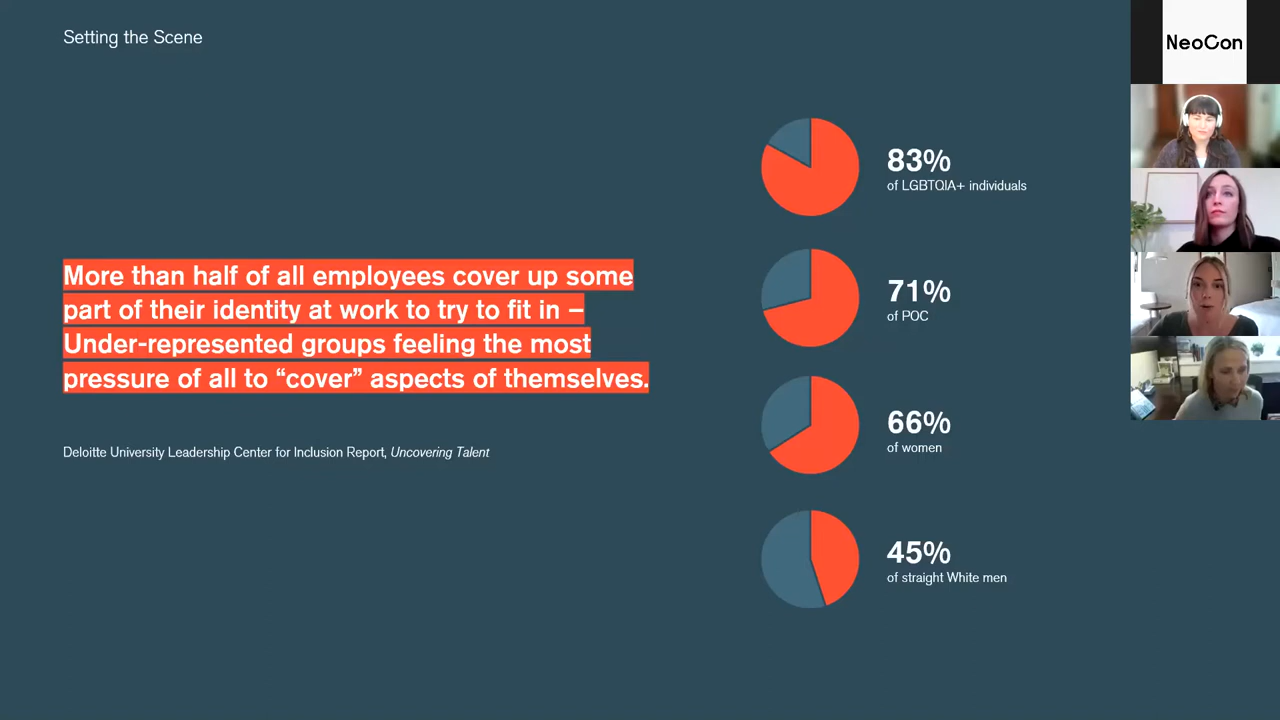 Setting the Scene
NeoCon
More than half of all employees cover up some
part of their identity at work to try to fit in –
Under-represented groups feeling the most
pressure of all to “cover” aspects of themselves.
Deloitte University Leadership Center for Inclusion Report, Uncovering Talent
83%
of LGBTQIA+ individuals
71%
of POC
66%
of women
45%
of straight White men